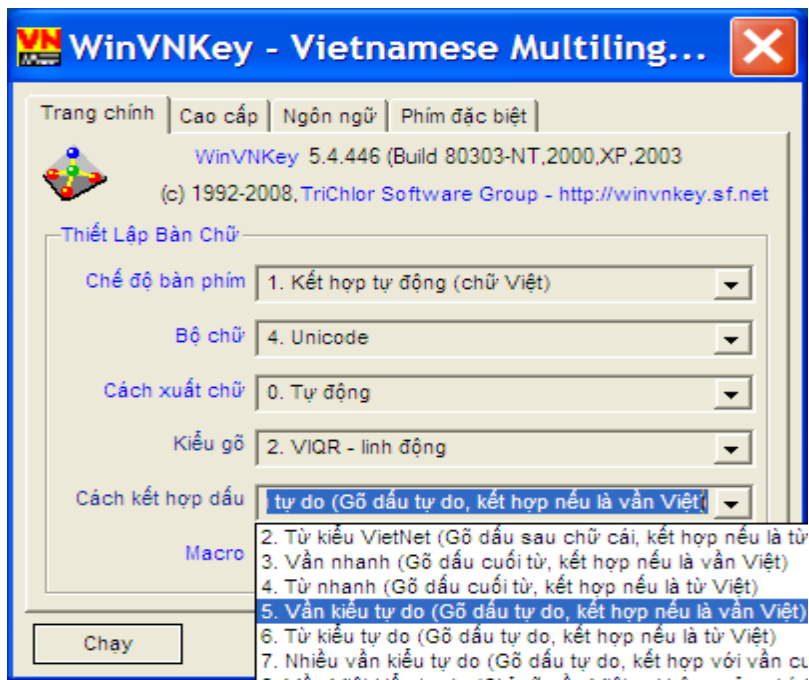 VN WinVNKey - Vietnamese Multiling...
Trang chính Cao cấp Ngôn ngữ Phím đặc biệt
WinVNKey 5.4.446 (Build 80303-NT,2000,XP,2003
(c) 1992-2008, TriChlor Software Group - http://winvnkey.sf.net
Thiết Lập Bàn Chữ
Chế độ bàn phím 1. Kết hợp tự động (chữ Việt)
Bộ chữ 4. Unicode
Cách xuất chữ 0. Tự động
Kiểu gõ 2. VIQR - linh động
Cách kết hợp dấu tự do (Gõ dấu tự do, kết hợp nếu là vần Việt)
2. Từ kiểu VietNet (Gõ dấu sau chữ cái, kết hợp nếu là từ
Macro
3. Vần nhanh (Gõ dấu cuối từ, kết hợp nếu là vần Việt)
4. Từ nhanh (Gõ dấu cuối từ, kết hợp nếu là từ Việt)
5. Vần kiểu tự do (Gõ dấu tự do, kết hợp nếu là vần Việt)
Chạy
6. Từ kiểu tự do (Gõ dấu tự do, kết hợp nếu là từ Việt)
7. Nhiều vần kiểu tự do (Gõ dấu tự do, kết hợp với vần cu